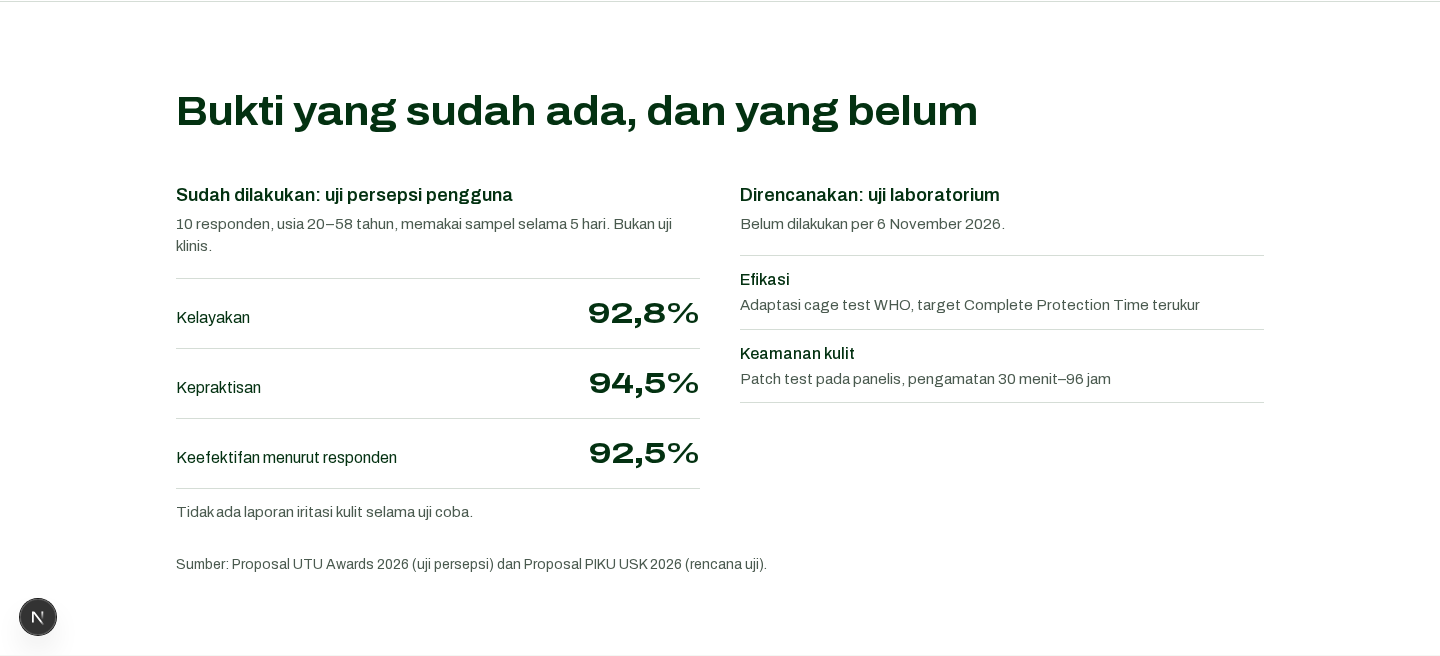 Bukti yang sudah ada, dan yang belum
Sudah dilakukan: uji persepsi pengguna
10 responden, usia 20–58 tahun, memakai sampel selama 5 hari. Bukan uji
klinis.
Kelayakan
92,8%
Kepraktisan
94,5%
Keefektifan menurut responden
92,5%
Tidak ada laporan iritasi kulit selama uji coba.
Direncanakan: uji laboratorium
Belum dilakukan per 6 November 2026.
Efikasi
Adaptasi cage test WHO, target Complete Protection Time terukur
Keamanan kulit
Patch test pada panelis, pengamatan 30 menit–96 jam
Sumber: Proposal UTU Awards 2026 (uji persepsi) dan Proposal PIKU USK 2026 (rencana uji).
N